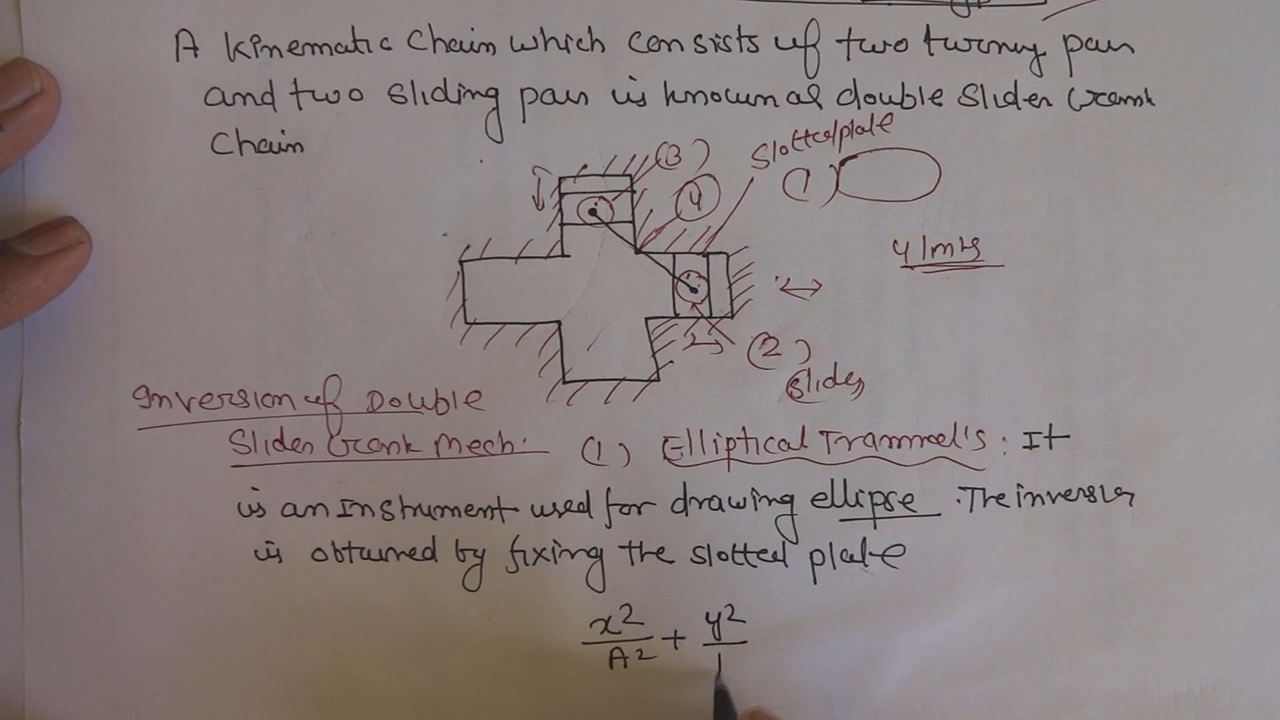 A kinematic chain which consists of two turning pair
and two sliding pair is known as double slider crank
chain
(3)
Slotted plate
(1)
(4)
4 links
(2)
Slider
Inversion of Double
Slider Crank Mech. (1) Elliptical Trammel's : It
is an instrument used for drawing ellipse . The inversion
is obtained by fixing the slotted plate
x² / A² + y² /